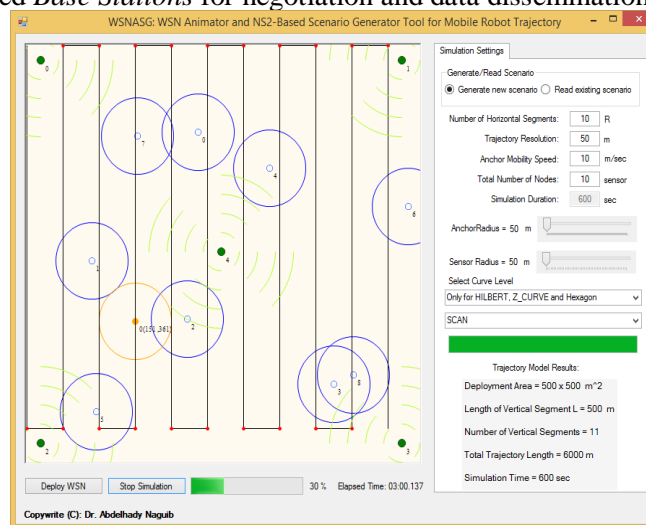 ed Base Stations for negotiation and data dissemination
WSNASG: WSN Animator and NS2-Based Scenario Generator Tool for Mobile Robot Trajectory
Simulation Settings
Generate/Read Scenario
Generate new scenario Read existing scenario
Number of Horizontal Segments: 10 R
Trajectory Resolution: 50 m
Anchor Mobility Speed: 10 m/sec
Total Number of Nodes: 10 sensor
Simulation Duration: 600 sec
AnchorRadius = 50 m
Sensor Radius = 50 m
Select Curve Level
Only for HILBERT, Z_CURVE and Hexagon
SCAN
Trajectory Model Results:
Deployment Area = 500 x 500 m^2
Length of Vertical Segment L = 500 m
Number of Vertical Segments = 11
Total Trajectory Length = 6000 m
Simulation Time = 600 sec
0
1
7
0
4
6
4
1
0(151 ,361)
2
3
8
5
2
3
Deploy WSN Stop Simulation 30 % Elapsed Time: 03:00.137
Copywrite (C): Dr. Abdelhady Naguib